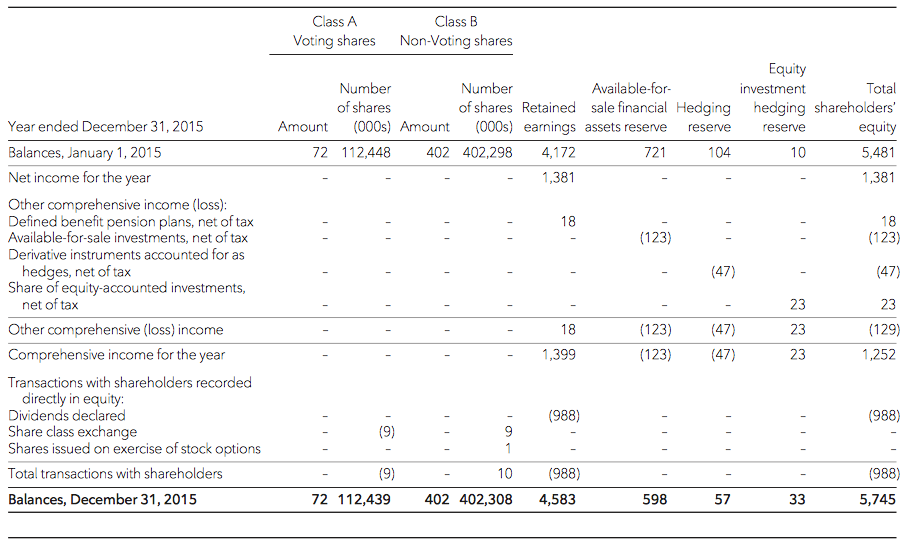 Class A Class B
Voting shares Non-Voting shares
Equity
Number Number Available-for- investment Total
of shares of shares Retained sale financial Hedging hedging shareholders’
Year ended December 31, 2015 Amount (000s) Amount (000s) earnings assets reserve reserve reserve equity
Balances, January 1, 2015 72 112,448 402 402,298 4,172 721 104 10 5,481
Net income for the year – – – – 1,381 – – – 1,381
Other comprehensive income (loss):
Defined benefit pension plans, net of tax – – – – 18 – – – 18
Available-for-sale investments, net of tax – – – – – (123) – – (123)
Derivative instruments accounted for as
hedges, net of tax – – – – – – (47) – (47)
Share of equity-accounted investments,
net of tax – – – – – – – 23 23
Other comprehensive (loss) income – – – – 18 (123) (47) 23 (129)
Comprehensive income for the year – – – – 1,399 (123) (47) 23 1,252
Transactions with shareholders recorded
directly in equity:
Dividends declared – – – – (988) – – – (988)
Share class exchange – (9) – 9 – – – – –
Shares issued on exercise of stock options – – – 1 – – – – –
Total transactions with shareholders – (9) – 10 (988) – – – (988)
Balances, December 31, 2015 72 112,439 402 402,308 4,583 598 57 33 5,745